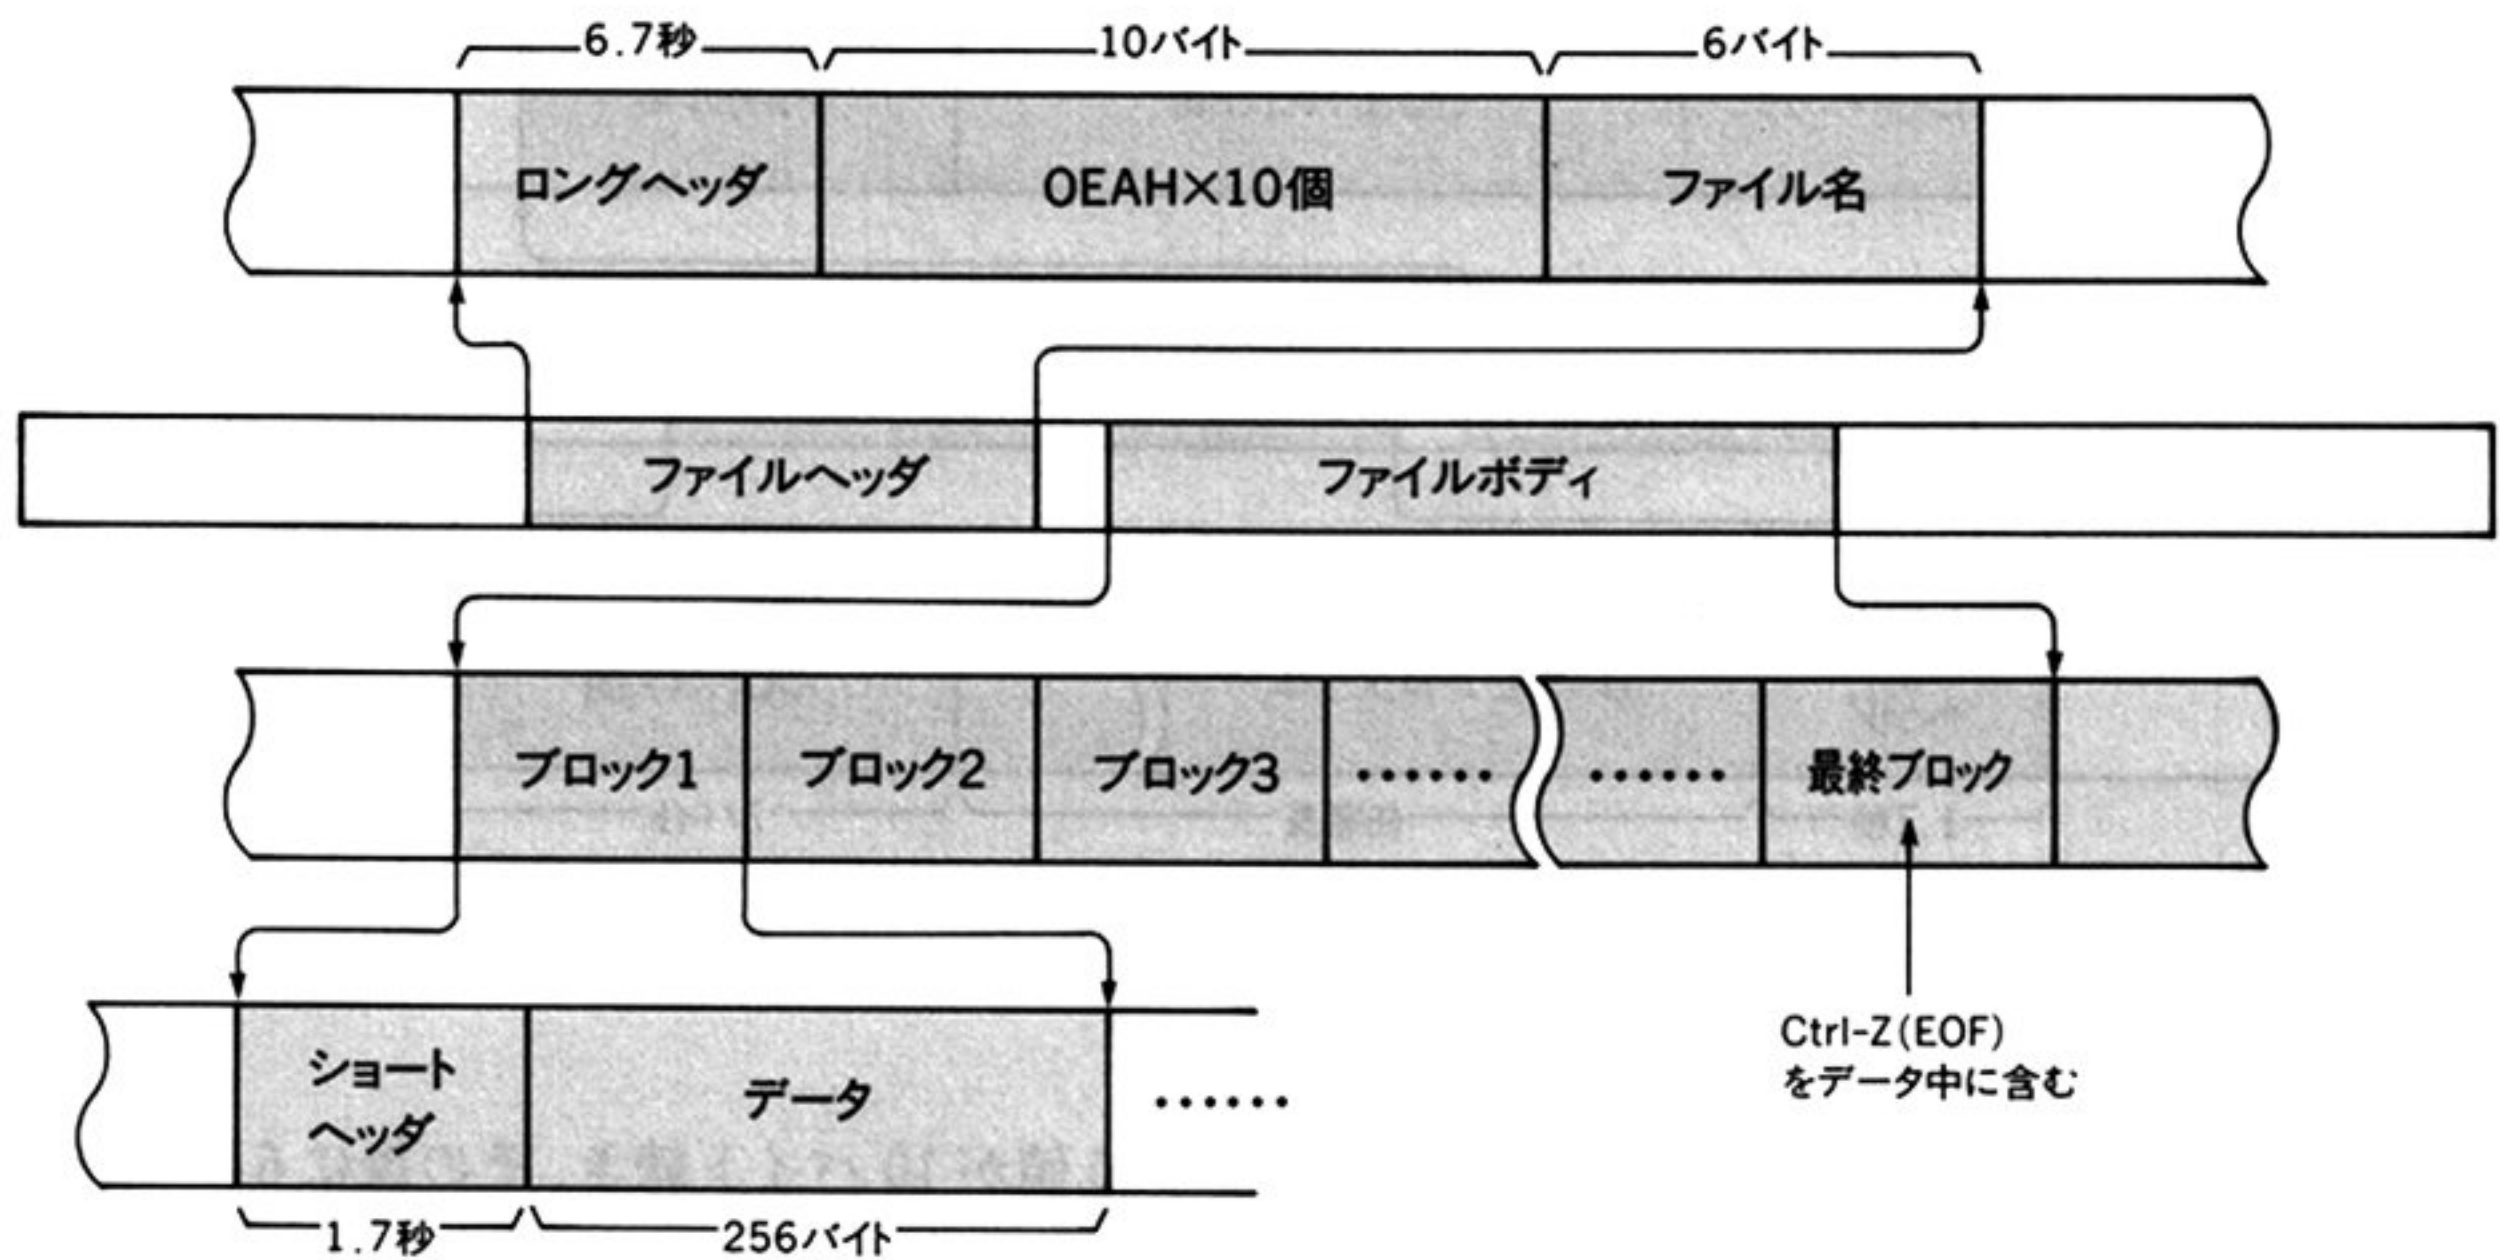 6.7秒 10バイト 6バイト
ロングヘッダ OEAH×10個 ファイル名
ファイルヘッダ ファイルボディ
ブロック1 ブロック2 ブロック3 …… …… 最終ブロック
Ctrl-Z(EOF)
をデータ中に含む
ショート
ヘッダ
データ ……
1.7秒 256バイト